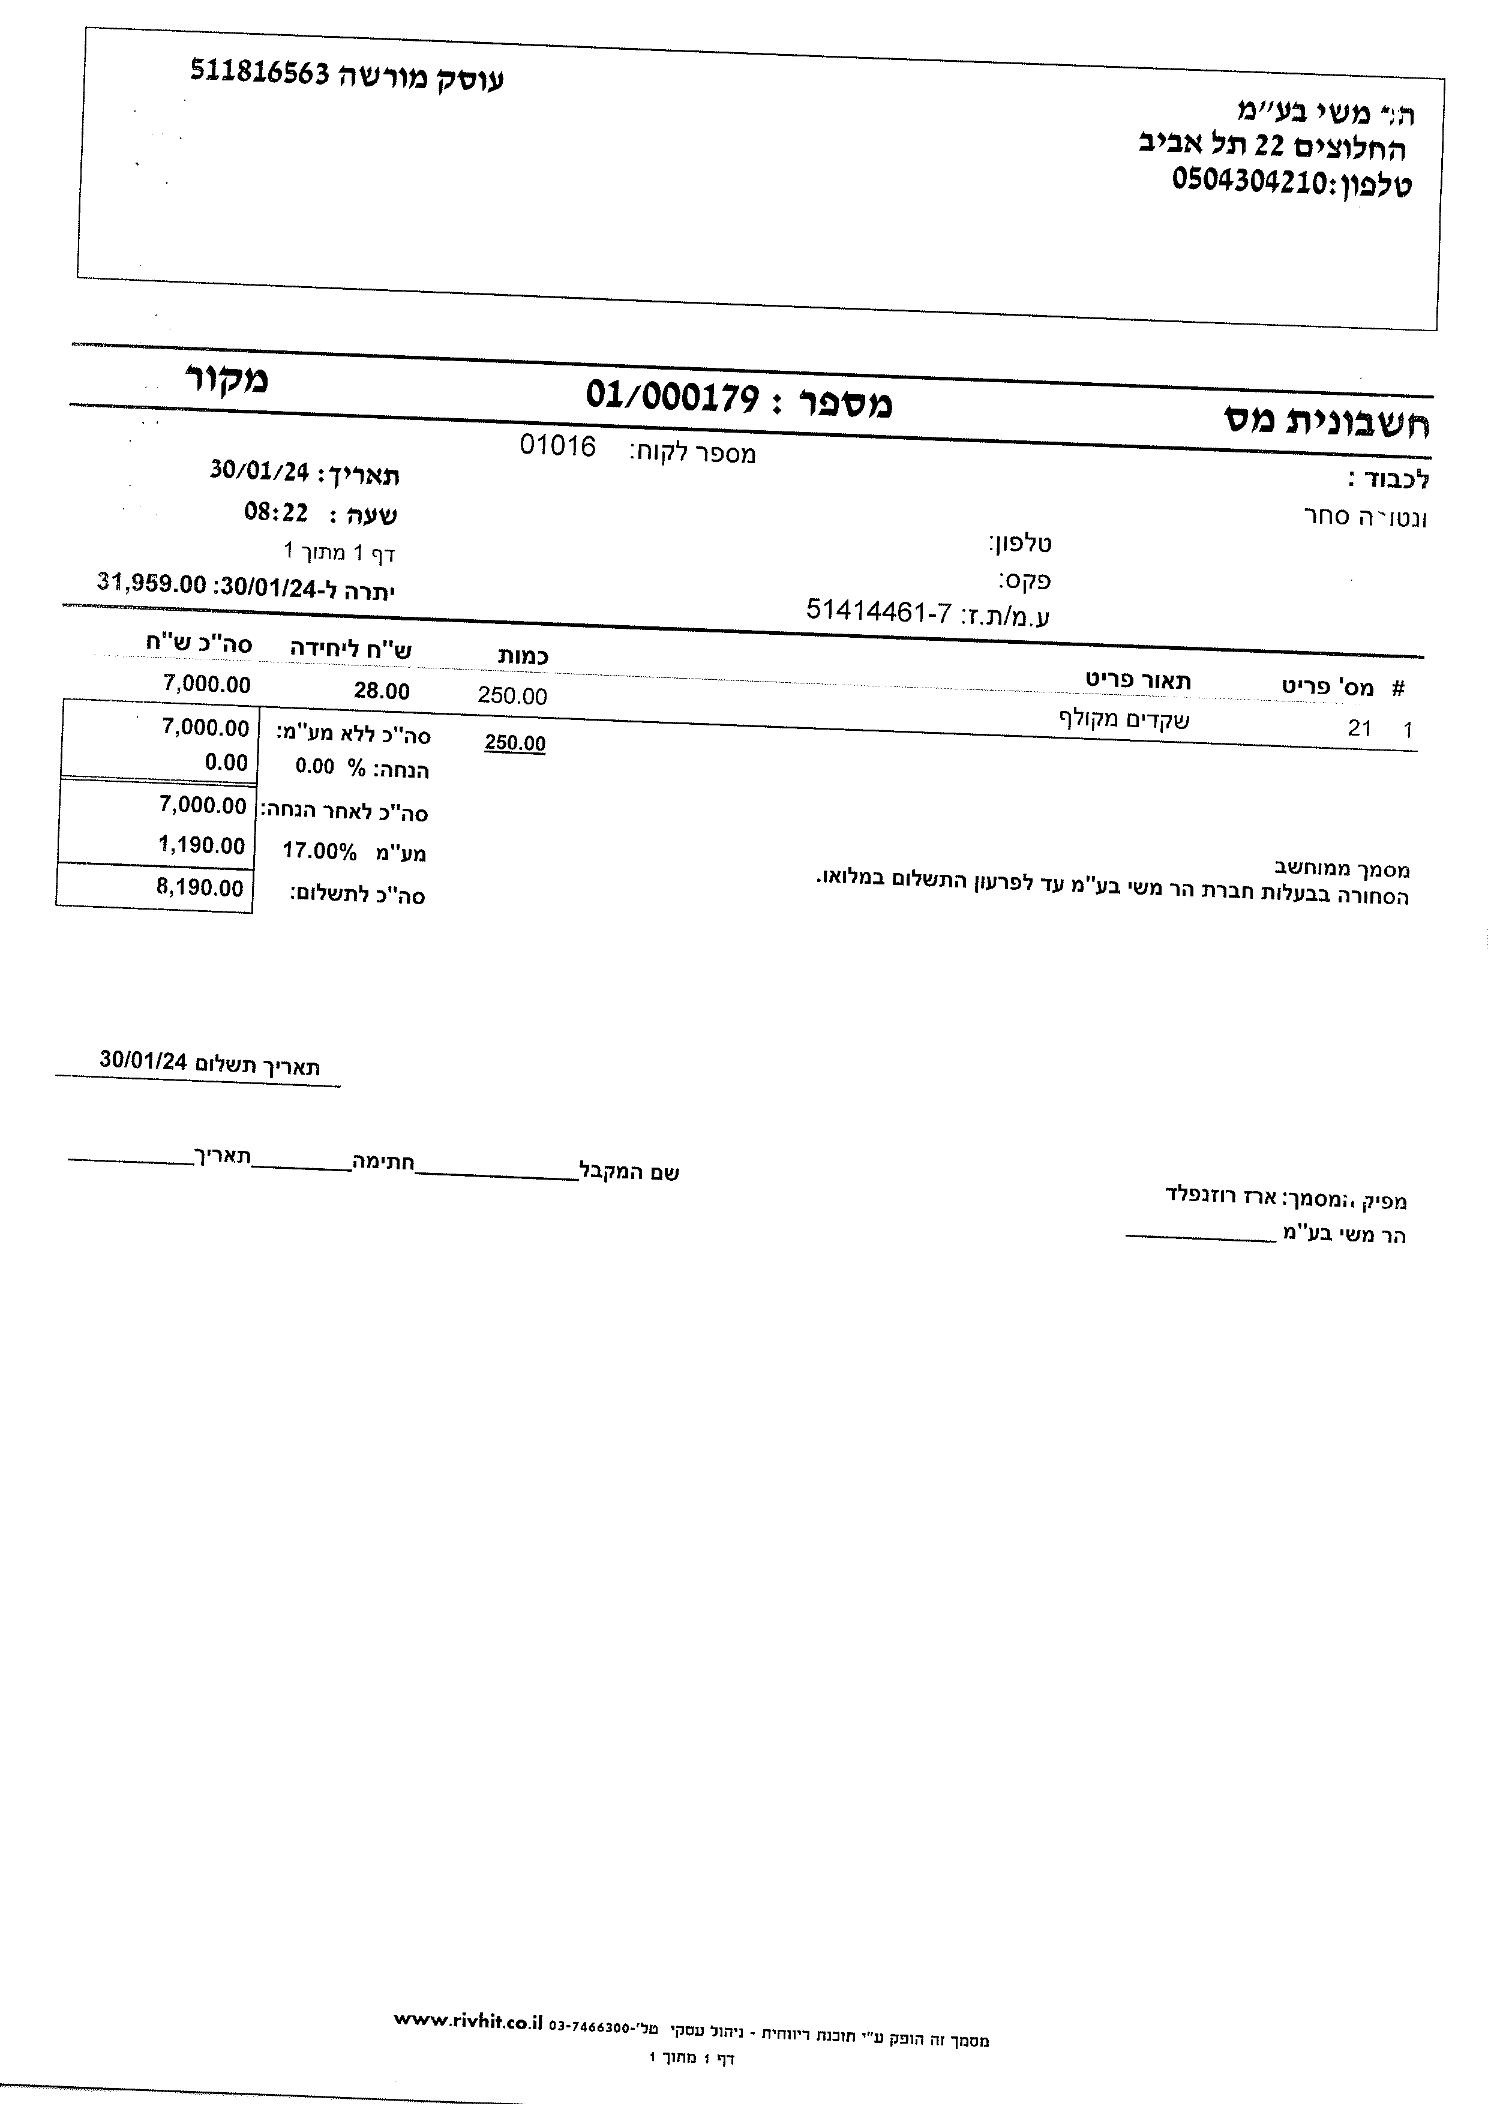 הר משי בע"מ
החלוצים 22 תל אביב
טלפון:0504304210
עוסק מורשה 511816563
חשבונית מס מספר : 01/000179 מקור
לכבוד :
סחר
מספר לקוח: 01016
טלפון:
פקס:
ע.מ/ת.ז: 51414461-7
תאריך: 30/01/24
שעה : 08:22
דף 1 מתוך 1
יתרה ל-30/01/24: 31,959.00
# מס' פריט תאור פריט כמות ש"ח ליחידה סה"כ ש"ח
1 21 שקדים מקולף 250.00 28.00 7,000.00
250.00 סה"כ ללא מע"מ: 7,000.00
הנחה: % 0.00 0.00
סה"כ לאחר הנחה: 7,000.00
מע"מ 17.00% 1,190.00
סה"כ לתשלום: 8,190.00
מסמך ממוחשב
הסחורה בבעלות חברת הר משי בע"מ עד לפרעון התשלום במלואו.
תאריך תשלום 30/01/24
שם המקבל______________חתימה_________תאריך___________
מפיק המסמך: ארז רוזנפלד
הר משי בע"מ _____________
מסמך זה הופק ע"י תוכנת ריווחית - ניהול עסקי טל'-03-7466300 www.rivhit.co.il
דף 1 מתוך 1